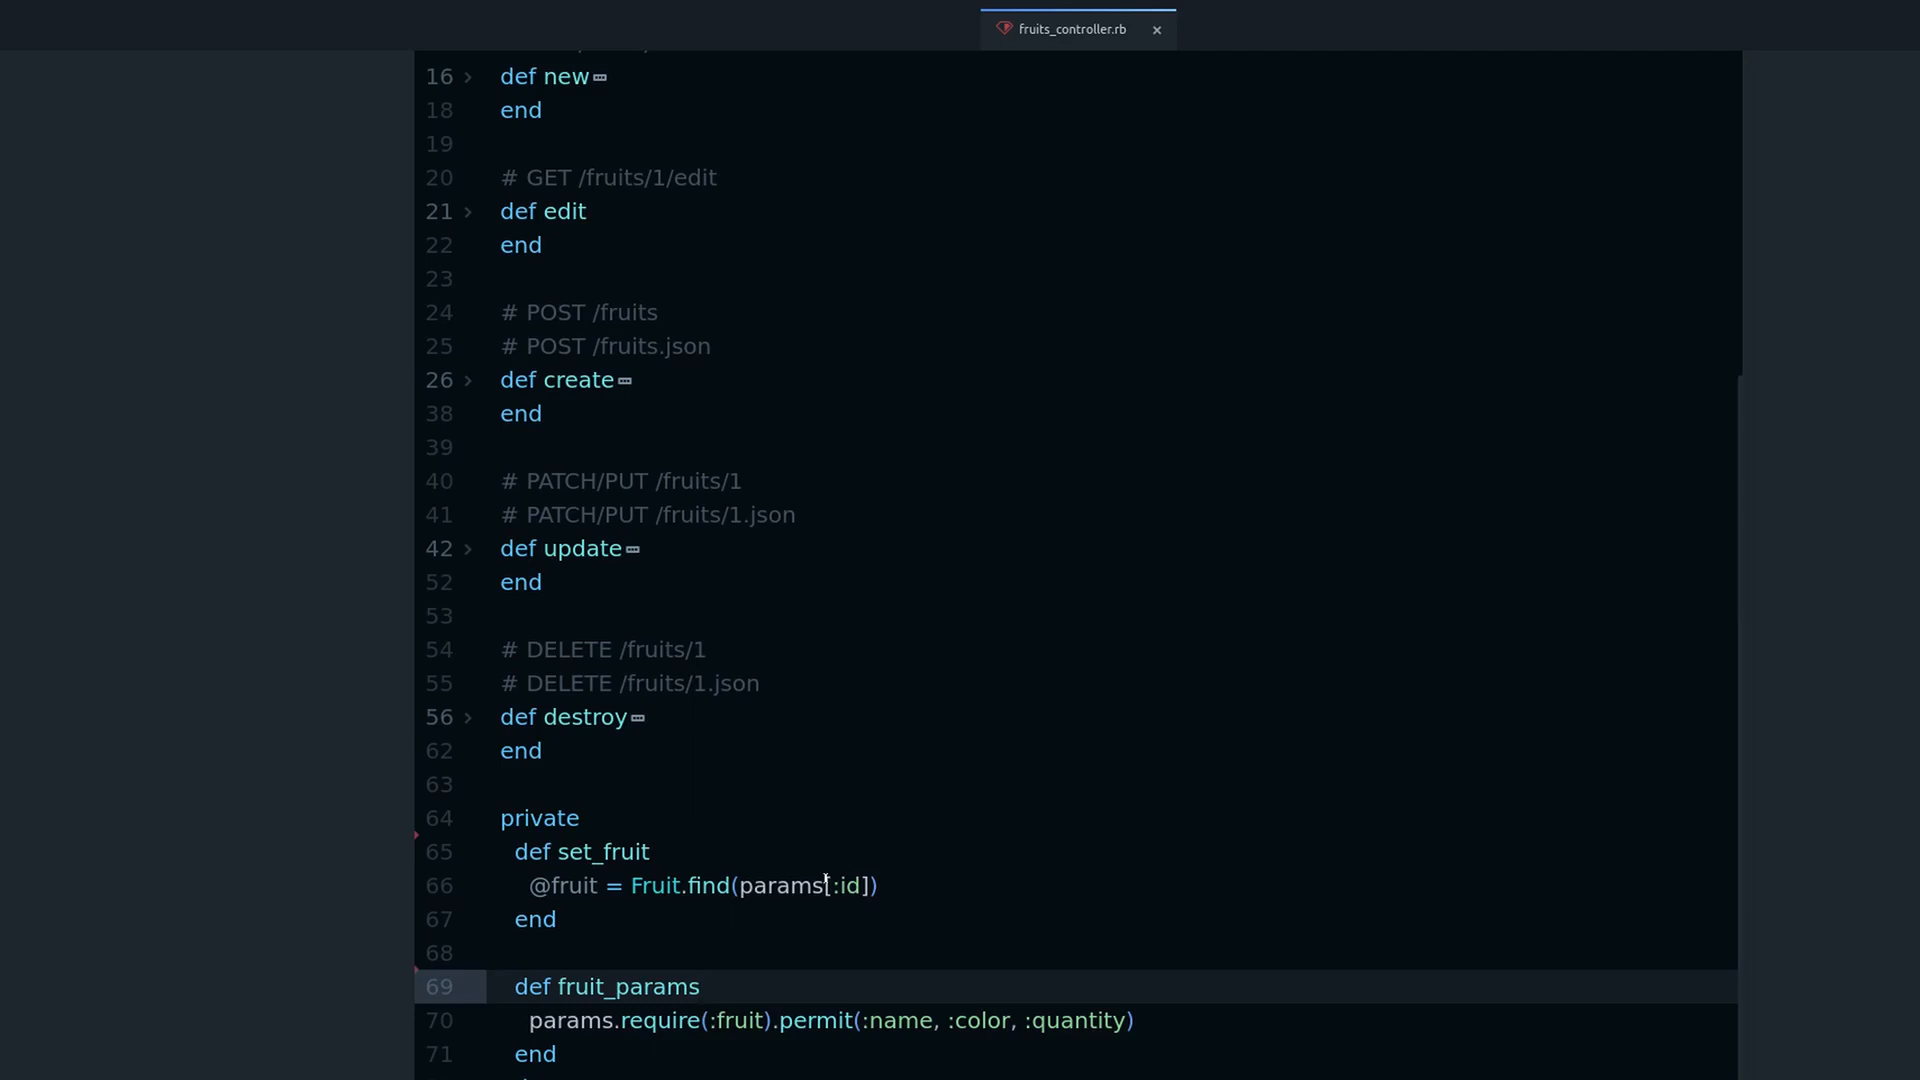 fruits_controller.rb ×
16 def new
18 end
19
20 # GET /fruits/1/edit
21 def edit
22 end
23
24 # POST /fruits
25 # POST /fruits.json
26 def create
38 end
39
40 # PATCH/PUT /fruits/1
41 # PATCH/PUT /fruits/1.json
42 def update
52 end
53
54 # DELETE /fruits/1
55 # DELETE /fruits/1.json
56 def destroy
62 end
63
64 private
65 def set_fruit
66 @fruit = Fruit.find(params[:id])
67 end
68
69 def fruit_params
70 params.require(:fruit).permit(:name, :color, :quantity)
71 end